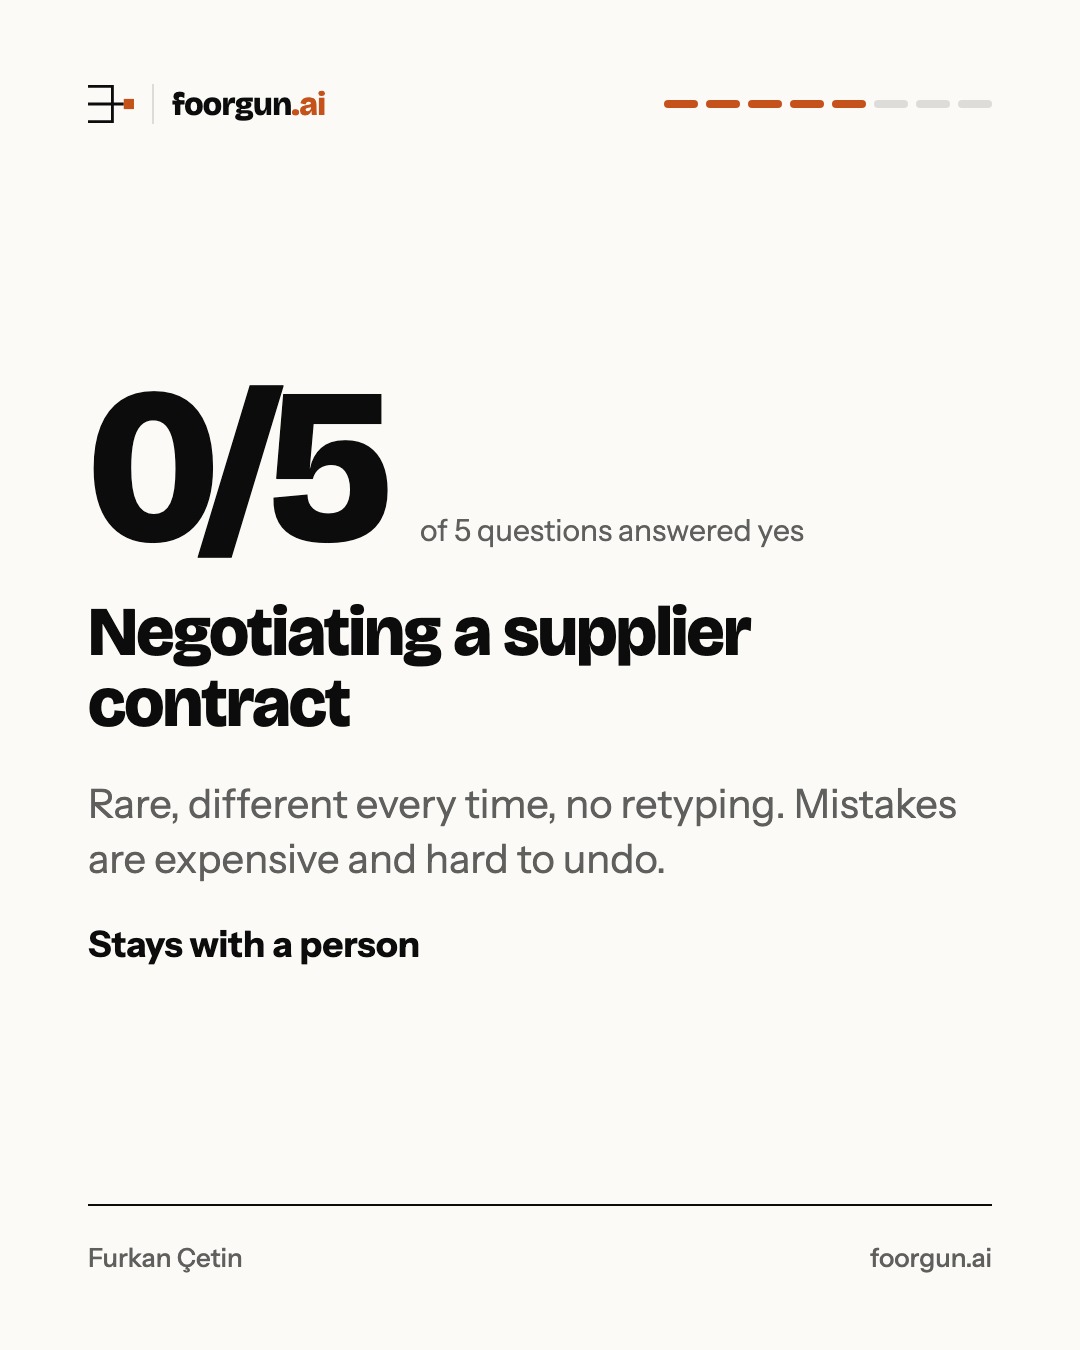 foorgun.ai
0/5 of 5 questions answered yes
Negotiating a supplier
contract
Rare, different every time, no retyping. Mistakes
are expensive and hard to undo.
Stays with a person
Furkan Çetin
foorgun.ai